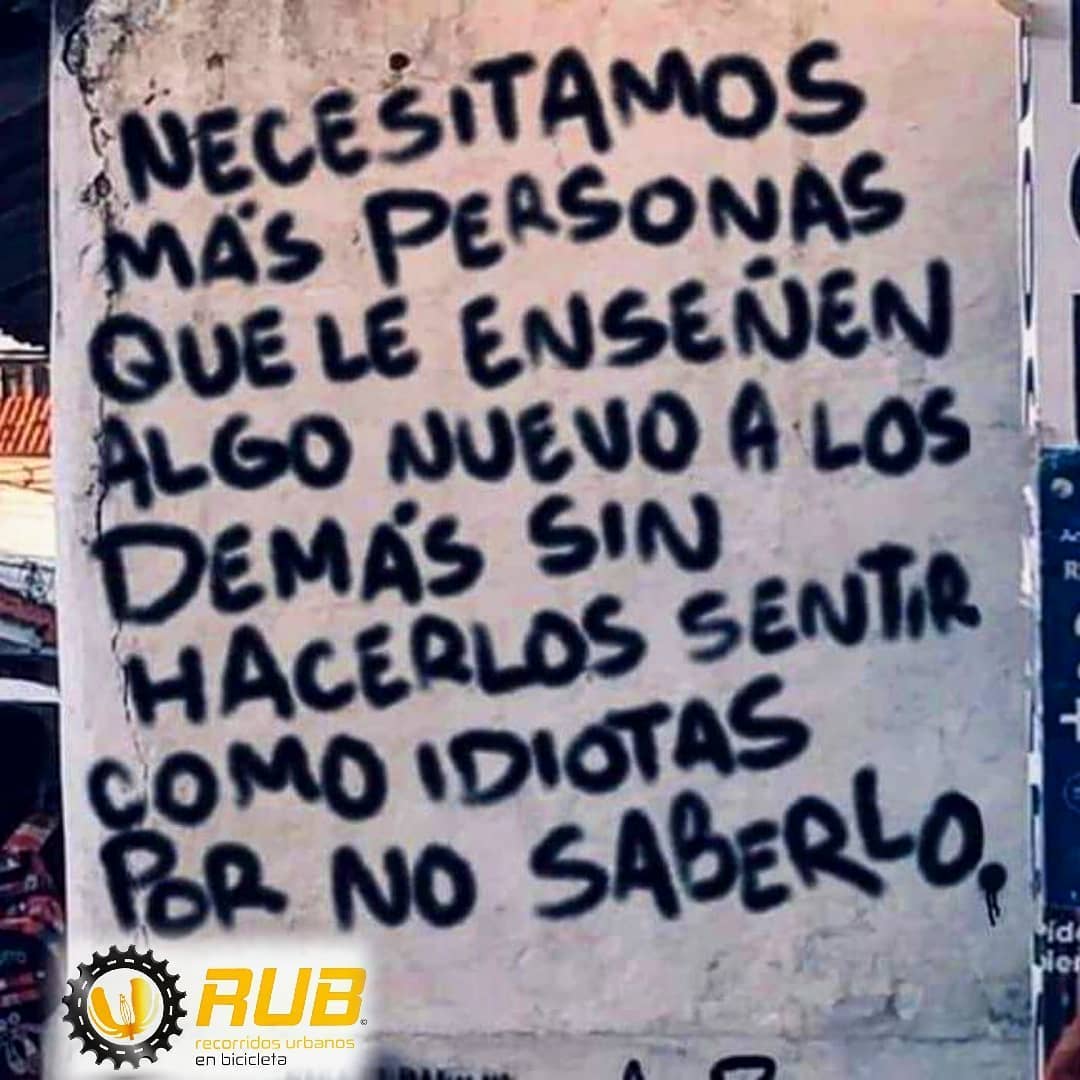 NECESITAMOS
MÁS PERSONAS
QUE LE ENSEÑEN
ALGO NUEVO A LOS
DEMÁS SIN
HACERLOS SENTIR
COMO IDIOTAS
POR NO SABERLO.
RUB©
recorridos urbanos
en bicicleta